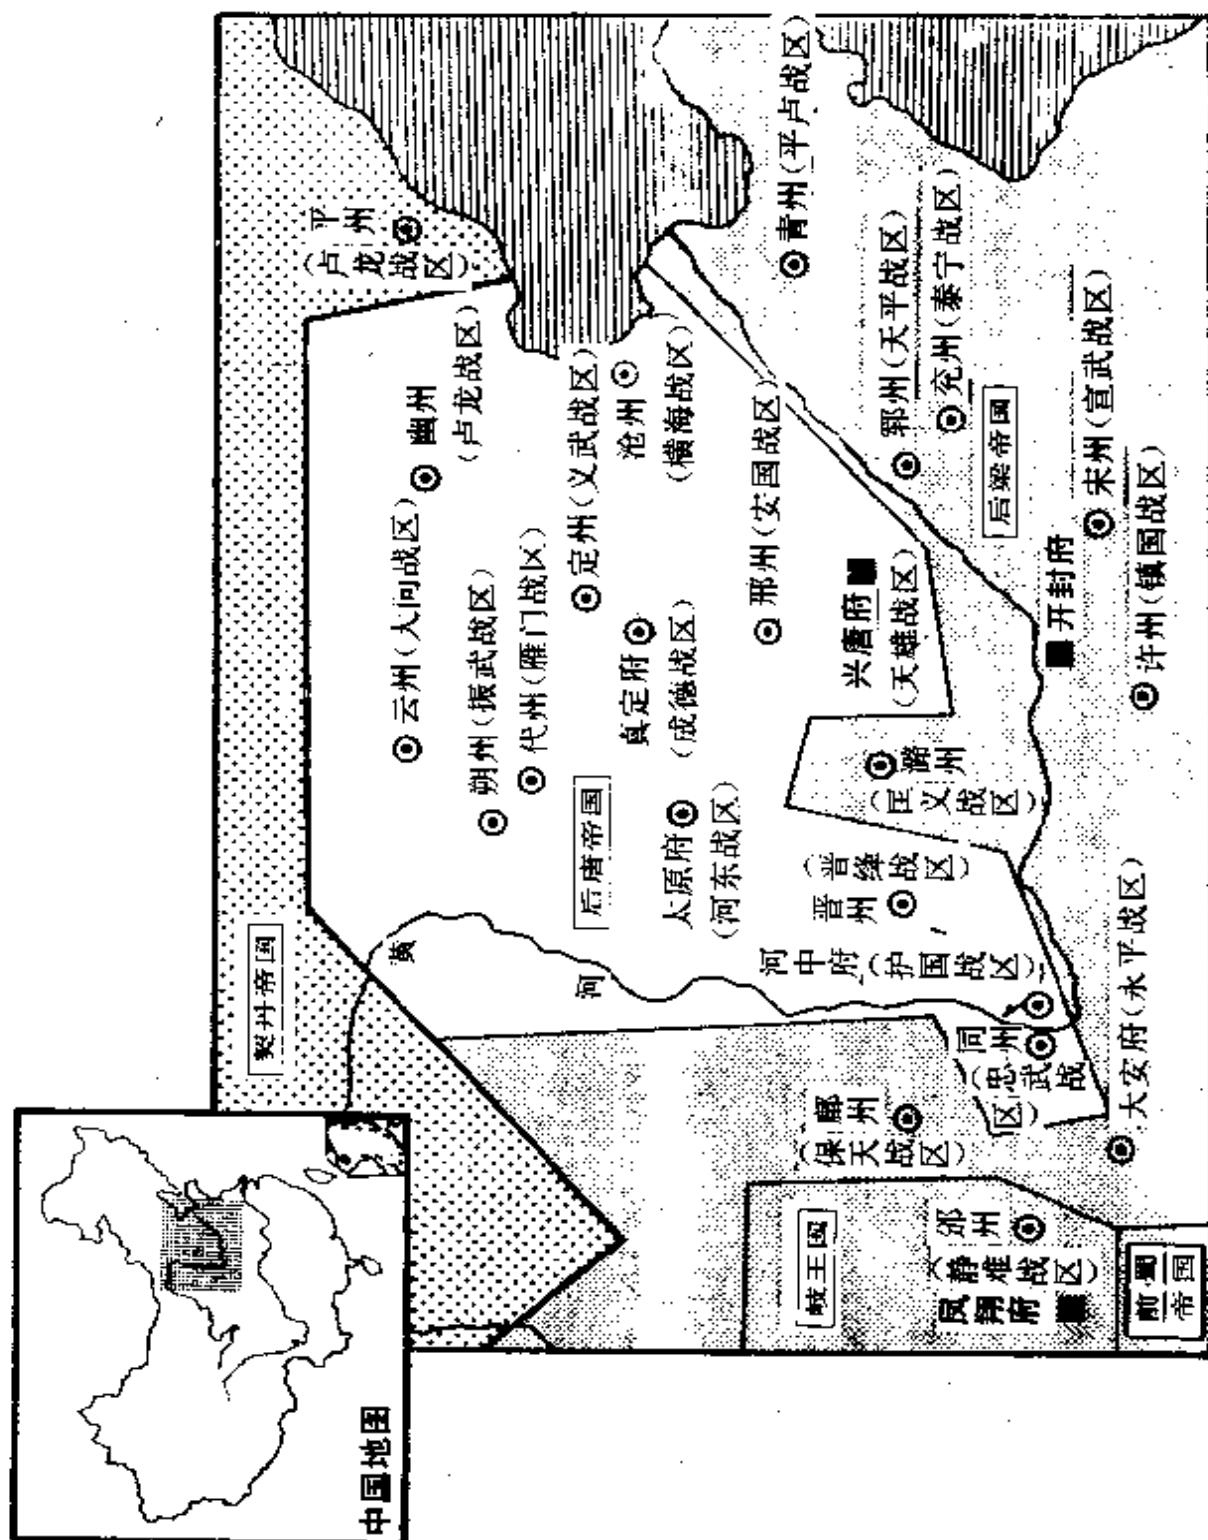 中国地图
契丹帝国
平州
(卢龙战区)
幽州
(卢龙战区)
云州(大同战区)
朔州(振武战区)
代州(雁门战区)
定州(义武战区)
沧州
(横海战区)
真定府
(成德战区)
后唐帝国
太原府
(河东战区)
黄
河
邢州(安国战区)
兴唐府
(天雄战区)
潞州
(匡义战区)
晋州
(晋绛战区)
河中府(护国战区)
同州
(忠武战区)
鄜州
(保大战区)
岐王国
邠州
(静难战区)
凤翔府
前蜀帝国
大安府(永平战区)
青州(平卢战区)
郓州(天平战区)
兖州(泰宁战区)
后梁帝国
开封府
宋州(宣武战区)
许州(镇国战区)